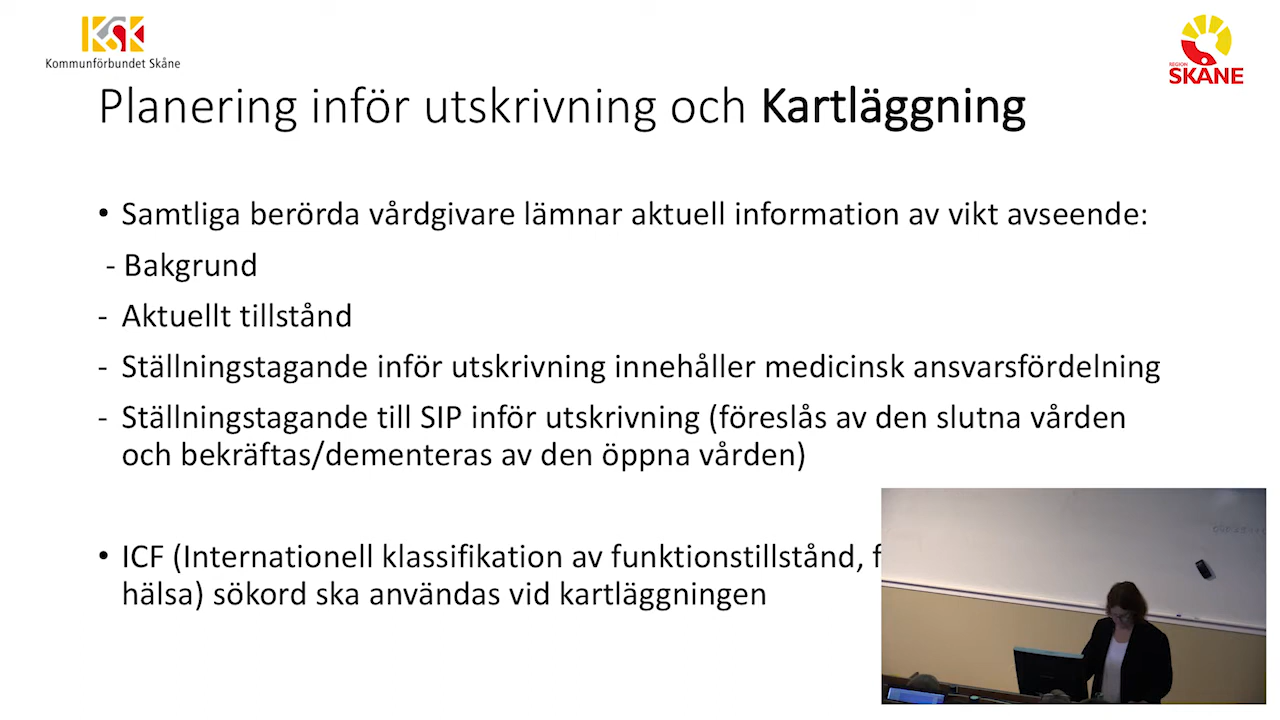 KSK
Kommunförbundet Skåne
REGION
SKÅNE
Planering inför utskrivning och Kartläggning
• Samtliga berörda vårdgivare lämnar aktuell information av vikt avseende:
- Bakgrund
- Aktuellt tillstånd
- Ställningstagande inför utskrivning innehåller medicinsk ansvarsfördelning
- Ställningstagande till SIP inför utskrivning (föreslås av den slutna vården
och bekräftas/dementeras av den öppna vården)
• ICF (Internationell klassifikation av funktionstillstånd, f
hälsa) sökord ska användas vid kartläggningen